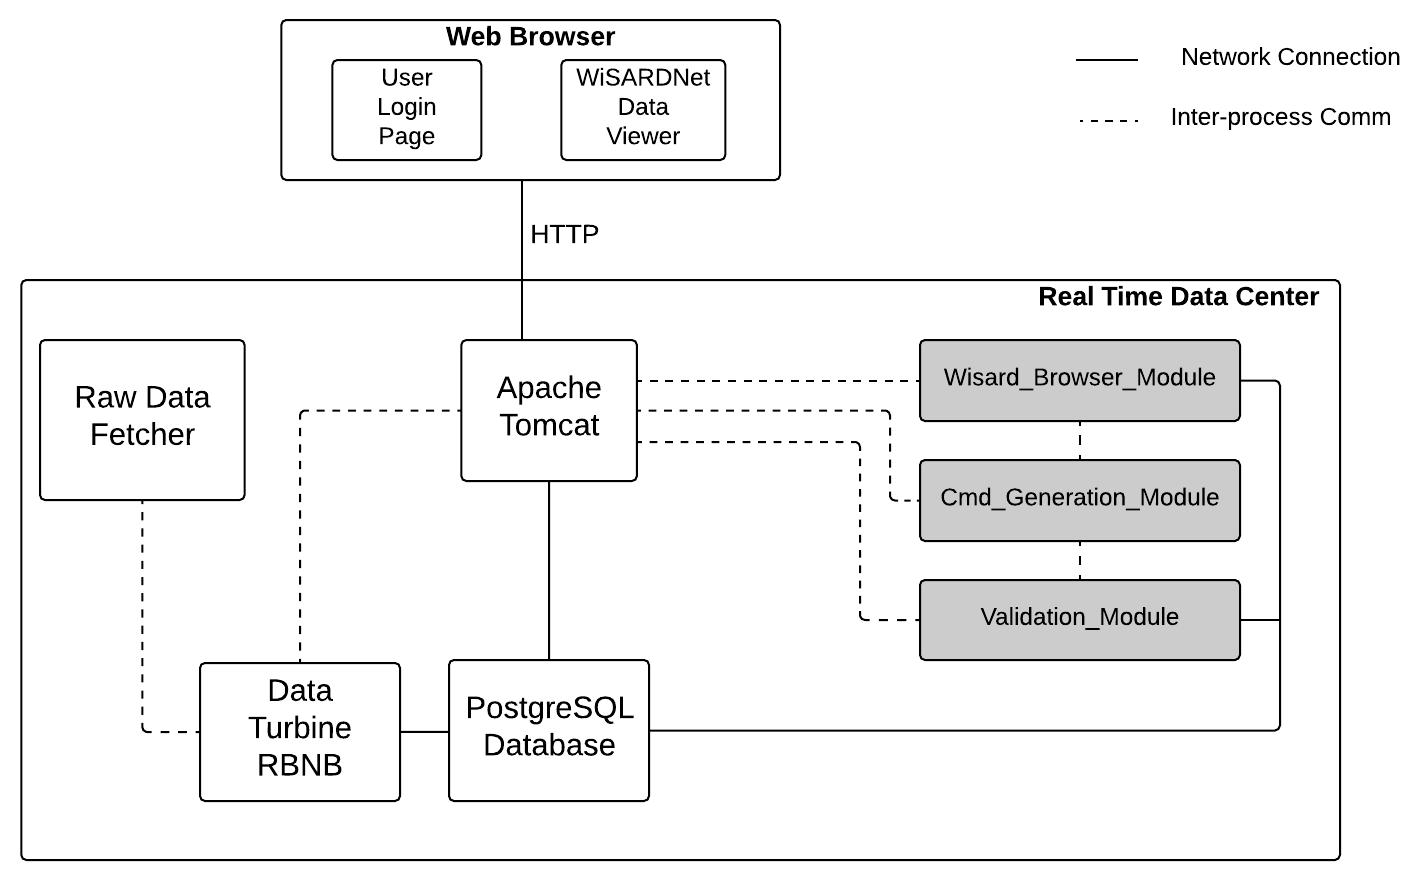 Web Browser
User
Login
Page
WiSARDNet
Data
Viewer
Network Connection
Inter-process Comm
HTTP
Real Time Data Center
Raw Data
Fetcher
Apache
Tomcat
Wisard_Browser_Module
Cmd_Generation_Module
Validation_Module
Data
Turbine
RBNB
PostgreSQL
Database